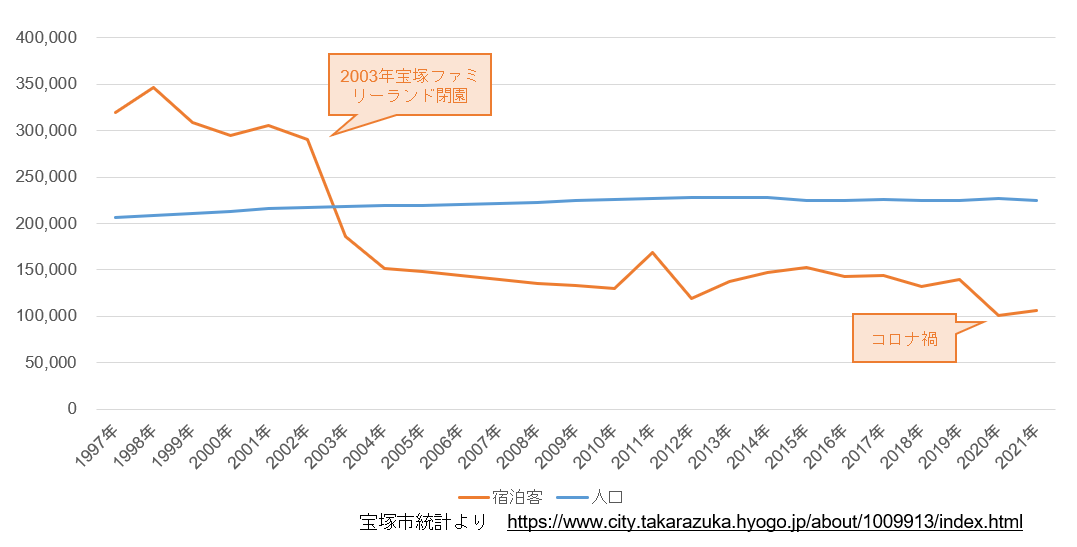 400,000
350,000
300,000
250,000
200,000
150,000
100,000
50,000
0
2003年宝塚ファミ
リーランド閉園
コロナ禍
1997年
1998年
1999年
2000年
2001年
2002年
2003年
2004年
2005年
2006年
2007年
2008年
2009年
2010年
2011年
2012年
2013年
2014年
2015年
2016年
2017年
2018年
2019年
2020年
2021年
宿泊客 人口
宝塚市統計より https://www.city.takarazuka.hyogo.jp/about/1009913/index.html